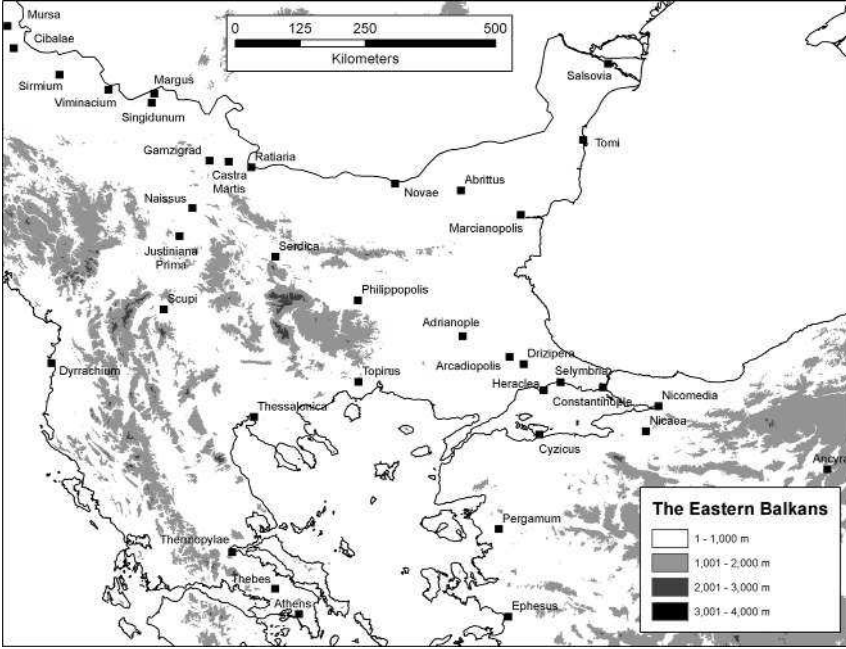 Mursa
0 125 250 500
Kilometers
Cibalae
Salsovia
Sirmium
Margus
Viminacium
Singidunum
Tomi
Gamzigrad
Ratiaria
Castra
Martis
Abrittus
Novae
Naissus
Marcianopolis
Justiniana
Prima
Serdica
Scupi
Philippopolis
Adrianople
Drizipera
Arcadiopolis
Dyrrachium
Topirus
Selymbria
Heraclea
Constantinople
Nicomedia
Thessalonica
Nicaea
Cyzicus
Ancyra
Pergamum
Thermopylae
Thebes
Athens
Ephesus
The Eastern Balkans
1 - 1,000 m
1,001 - 2,000 m
2,001 - 3,000 m
3,001 - 4,000 m